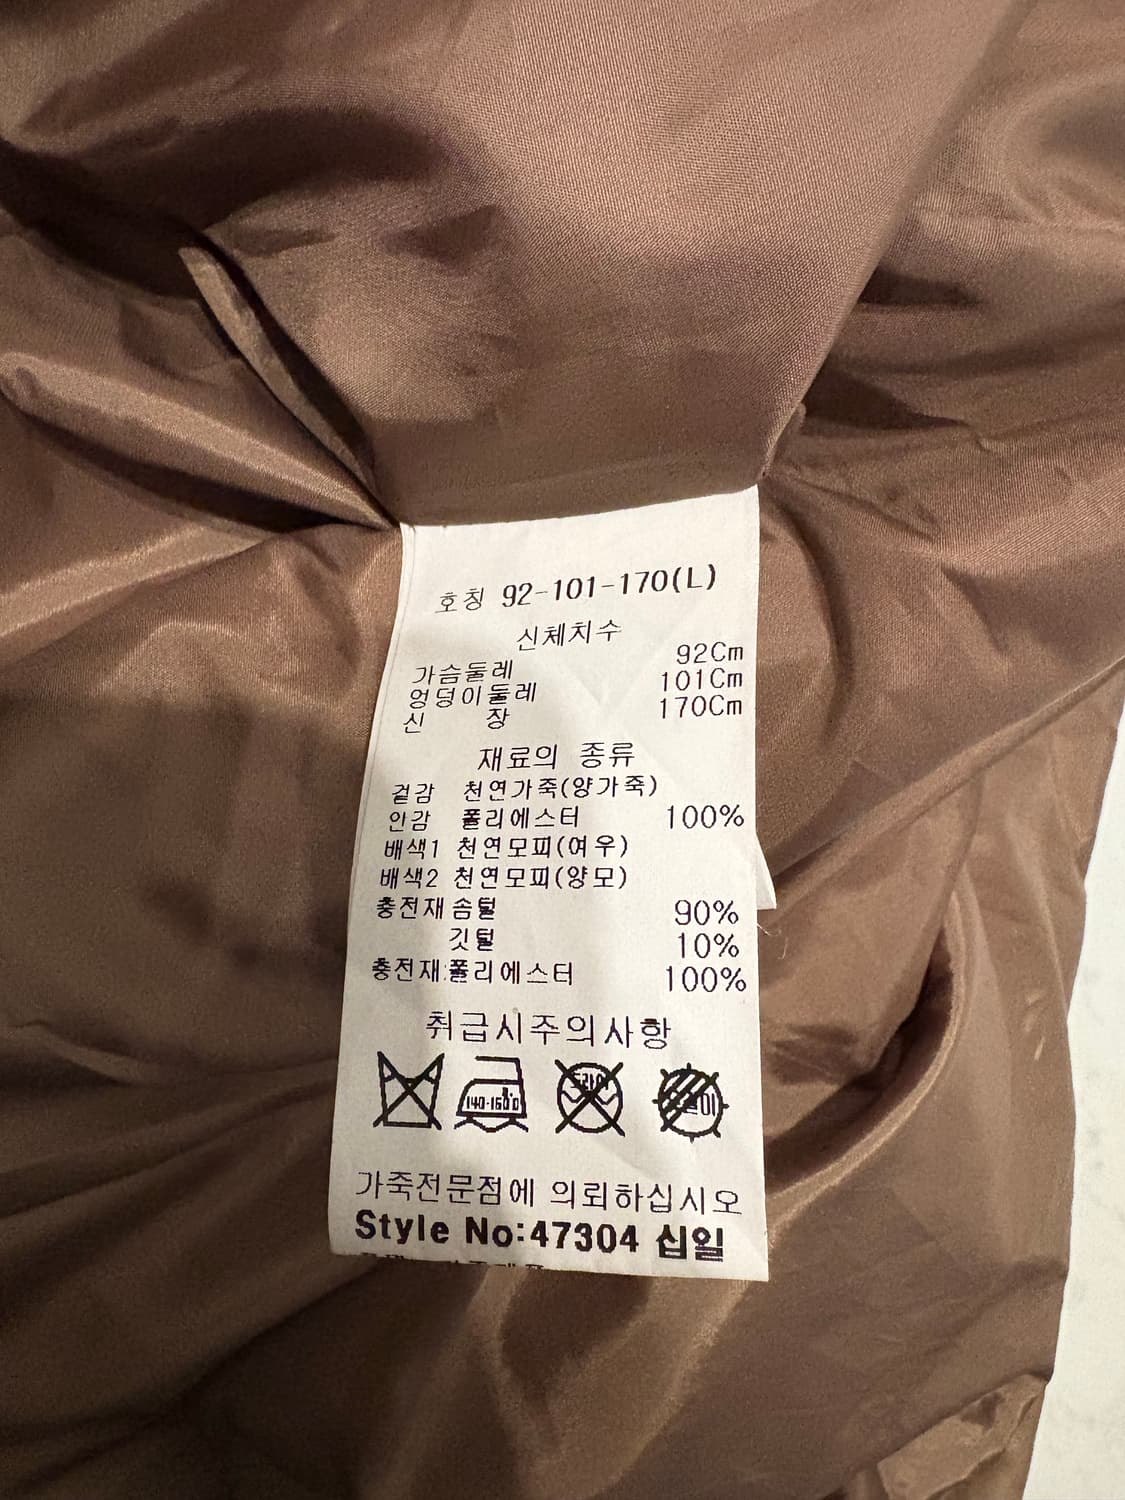 호칭 92-101-170(L)
신체치수
가슴둘레 92Cm
엉덩이둘레 101Cm
신 장 170Cm
재료의 종류
겉감 천연가죽(양가죽)
안감 폴리에스터 100%
배색1 천연모피(여우)
배색2 천연모피(양모)
충전재 솜털 90%
깃털 10%
충전재:폴리에스터 100%
취급시주의사항
드라이
140-160˚C
가죽전문점에 의뢰하십시오
Style No:47304 십일